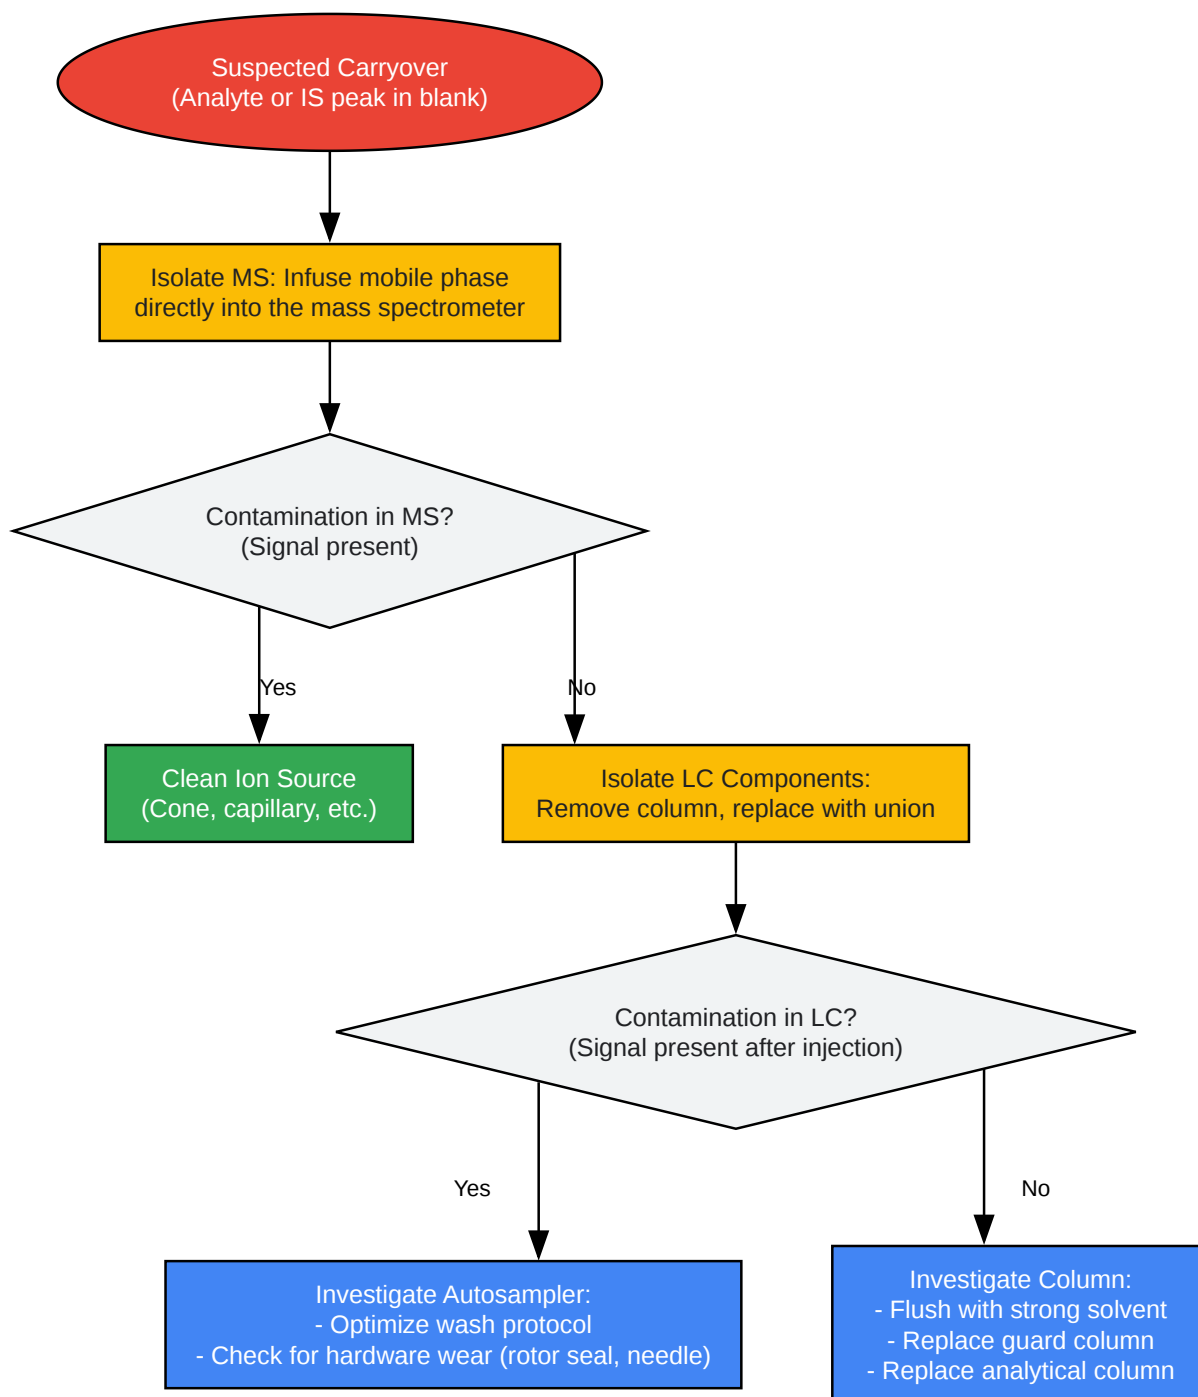 Suspected Carryover
(Analyte or IS peak in blank)
Isolate MS: Infuse mobile phase
directly into the mass spectrometer
Contamination in MS?
(Signal present)
Yes
No
Clean Ion Source
(Cone, capillary, etc.)
Isolate LC Components:
Remove column, replace with union
Contamination in LC?
(Signal present after injection)
Yes
No
Investigate Autosampler:
- Optimize wash protocol
- Check for hardware wear (rotor seal, needle)
Investigate Column:
- Flush with strong solvent
- Replace guard column
- Replace analytical column